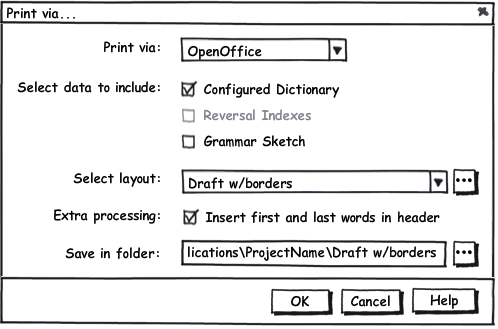 Print via...
Print via: OpenOffice
Select data to include: Configured Dictionary
Reversal Indexes
Grammar Sketch
Select layout: Draft w/borders ...
Extra processing: Insert first and last words in header
Save in folder: lications\ProjectName\Draft w/borders ...
OK Cancel Help